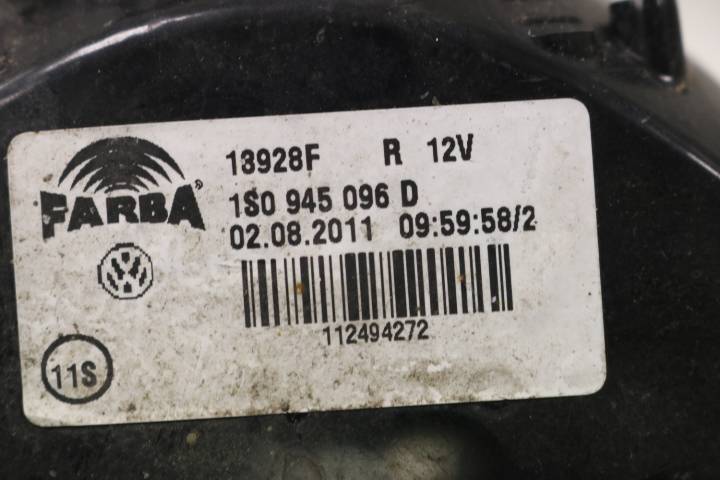 FARBA
13928F R 12V
1S0 945 096 D
02.08.2011 09:59:58/2
112494272
11S